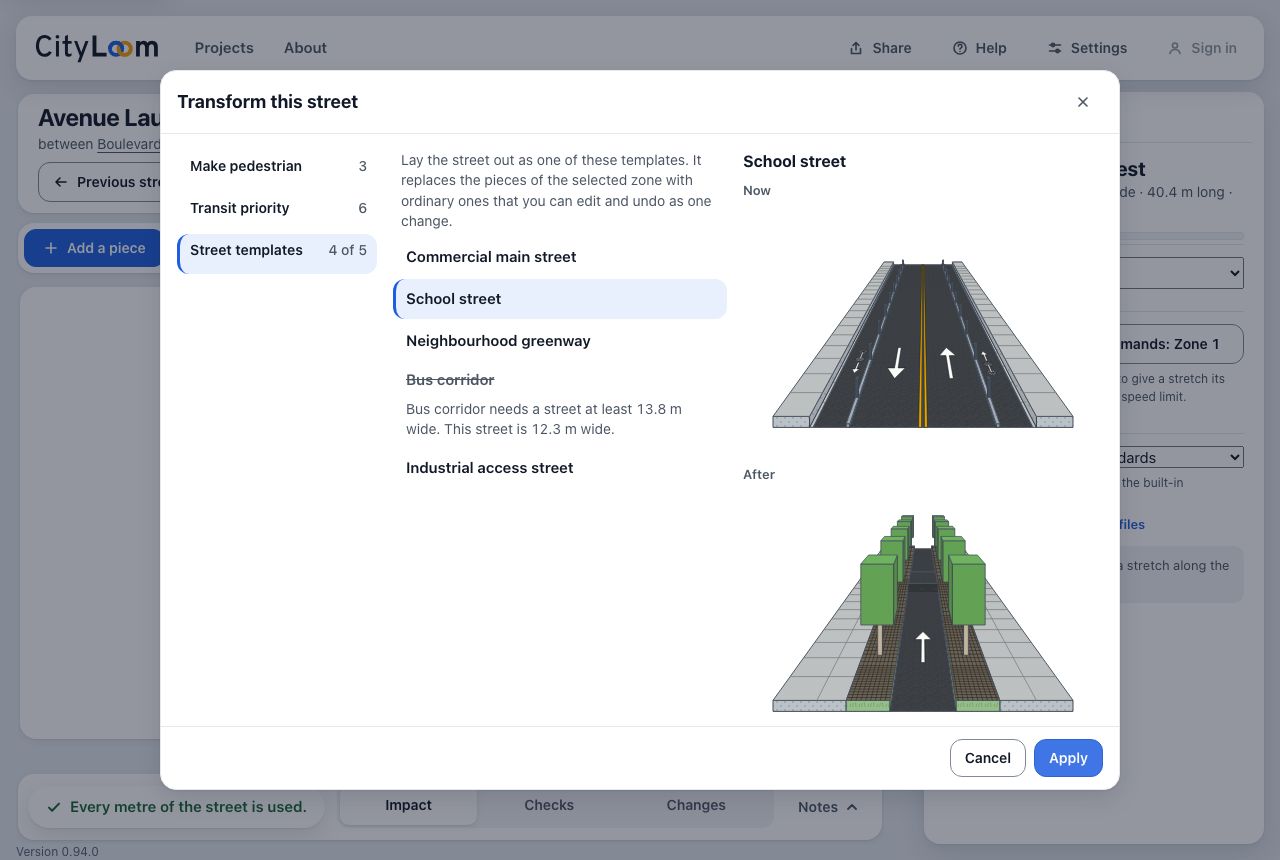 CityLoom
Projects
About
Share
Help
Settings
Sign in
Avenue Lau
between Boulevard
Previous stre
Add a piece
Transform this street
Make pedestrian 3
Transit priority 6
Street templates 4 of 5
Lay the street out as one of these templates. It
replaces the pieces of the selected zone with
ordinary ones that you can edit and undo as one
change.
Commercial main street
School street
Neighbourhood greenway
Bus corridor
Bus corridor needs a street at least 13.8 m
wide. This street is 12.3 m wide.
Industrial access street
School street
Now
After
Cancel
Apply
est
de · 40.4 m long ·
mands: Zone 1
o give a stretch its
speed limit.
dards
the built-in
files
a stretch along the
Every metre of the street is used.
Impact
Checks
Changes
Notes
Version 0.94.0